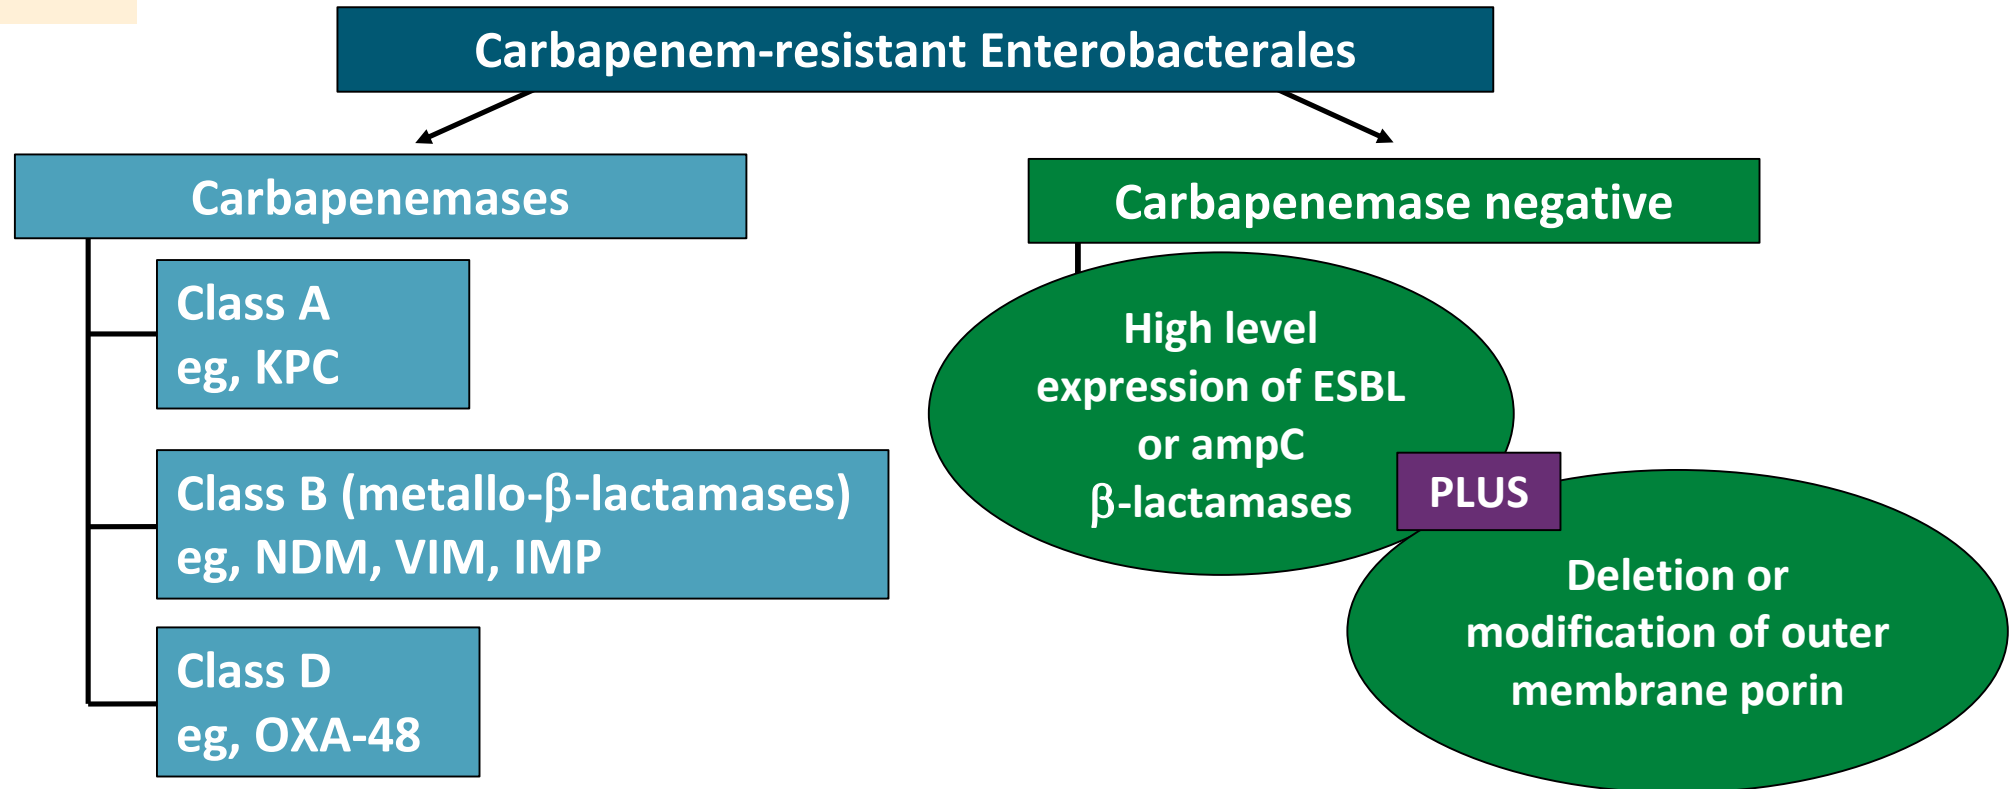 Carbapenem-resistant Enterobacterales
Carbapenemases
Class A
eg, KPC
Class B (metallo-β-lactamases)
eg, NDM, VIM, IMP
Class D
eg, OXA-48
Carbapenemase negative
High level
expression of ESBL
or ampC
β-lactamases
PLUS
Deletion or
modification of outer
membrane porin